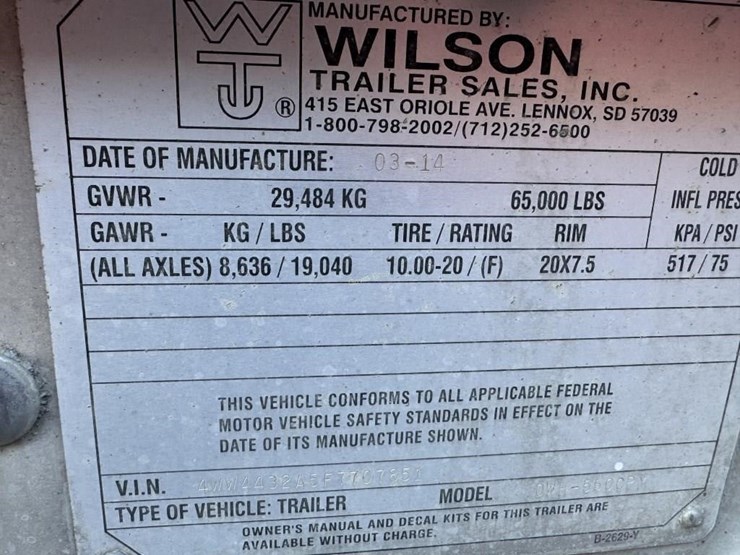 MANUFACTURED BY:
WILSON
TRAILER SALES, INC.
WT ®
415 EAST ORIOLE AVE. LENNOX, SD 57039
1-800-798-2002/(712)252-6500
DATE OF MANUFACTURE: 03-14 COLD
GVWR - 29,484 KG 65,000 LBS INFL PRES
GAWR - KG / LBS TIRE / RATING RIM KPA / PSI
(ALL AXLES) 8,636 / 19,040 10.00-20 / (F) 20X7.5 517 / 75
THIS VEHICLE CONFORMS TO ALL APPLICABLE FEDERAL
MOTOR VEHICLE SAFETY STANDARDS IN EFFECT ON THE
DATE OF ITS MANUFACTURE SHOWN.
V.I.N.
TYPE OF VEHICLE: TRAILER MODEL
OWNER'S MANUAL AND DECAL KITS FOR THIS TRAILER ARE
AVAILABLE WITHOUT CHARGE. B-2629-Y